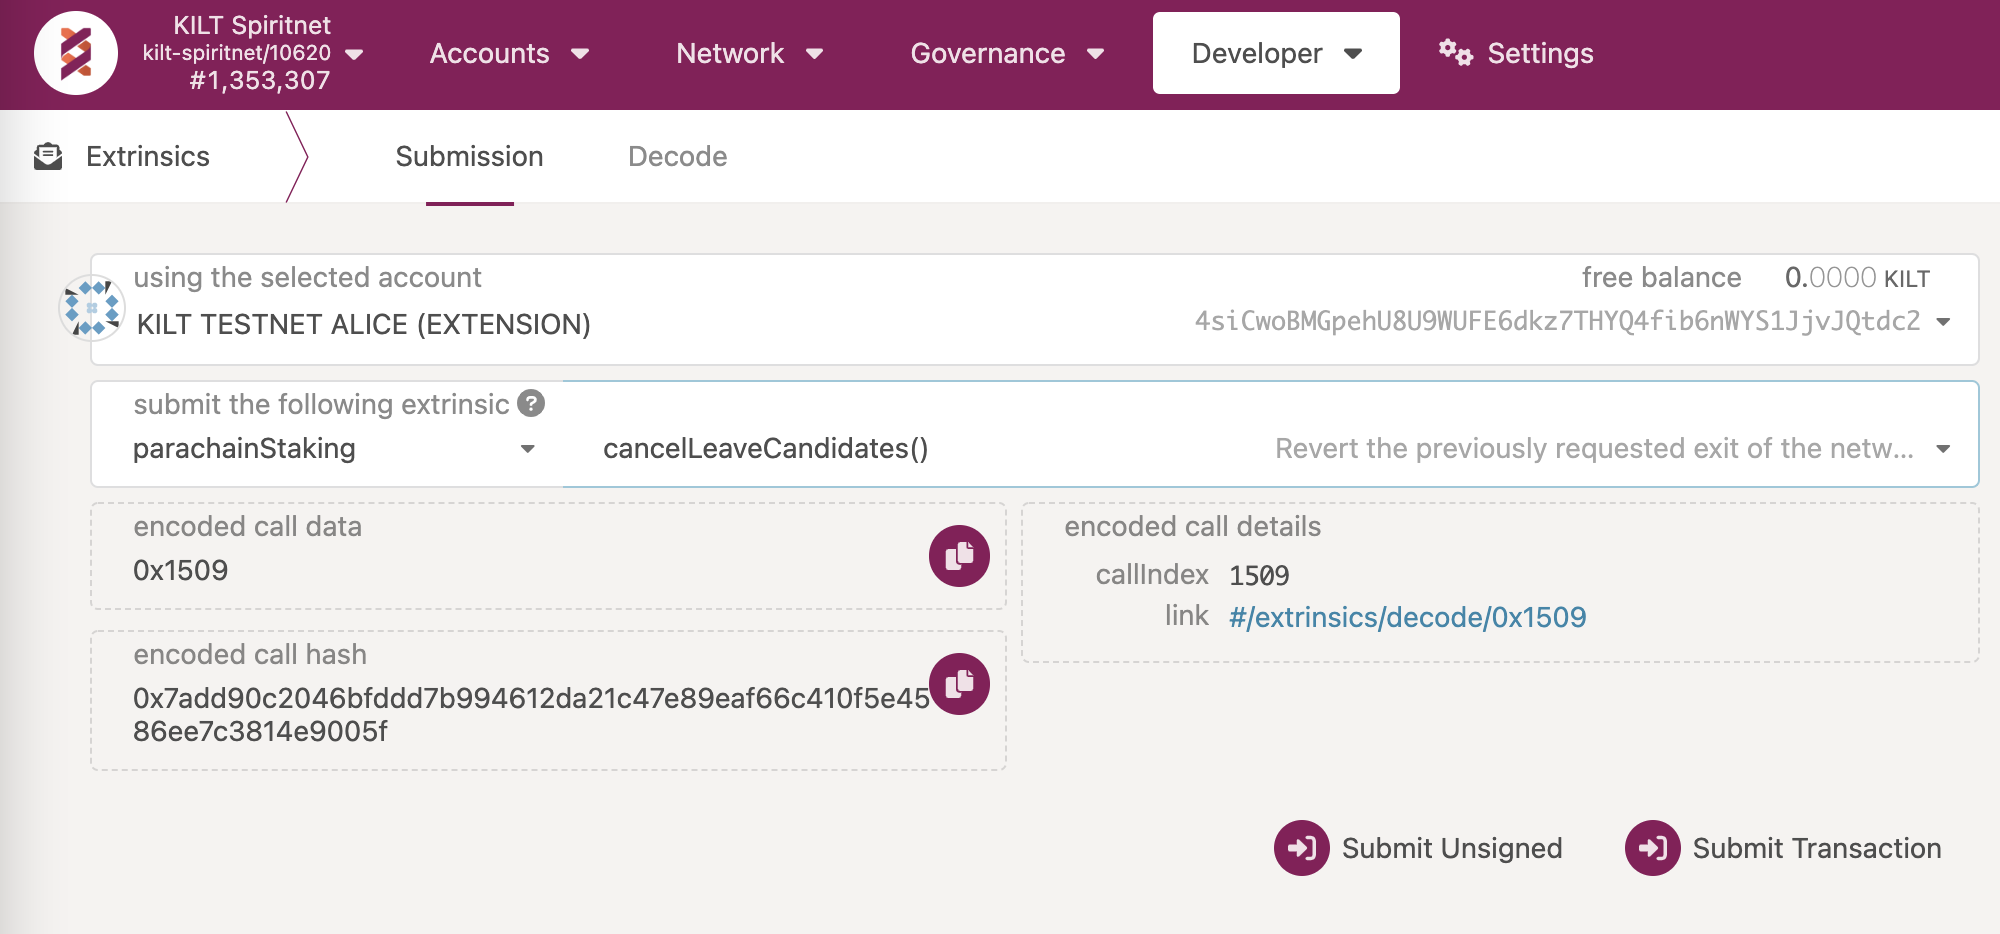 KILT Spiritnet
kilt-spiritnet/10620
#1,353,307
Accounts
Network
Governance
Developer
Settings
Extrinsics
Submission
Decode
using the selected account
free balance 0.0000 KILT
KILT TESTNET ALICE (EXTENSION)
4siCwoBMGpehU8U9WUFE6dkz7THYQ4fib6nWYS1JjvJQtdc2
submit the following extrinsic ?
parachainStaking
cancelLeaveCandidates()
Revert the previously requested exit of the netw...
encoded call data
0x1509
encoded call details
callIndex 1509
link #/extrinsics/decode/0x1509
encoded call hash
0x7add90c2046bfddd7b994612da21c47e89eaf66c410f5e45
86ee7c3814e9005f
Submit Unsigned
Submit Transaction